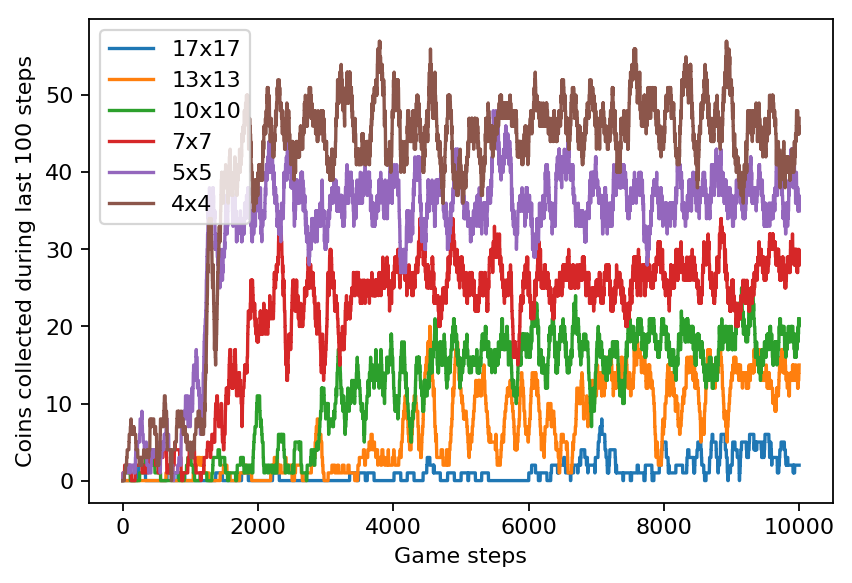 Coins collected during last 100 steps
50
40
30
20
10
0
17x17
13x13
10x10
7x7
5x5
4x4
0 2000 4000 6000 8000 10000
Game steps